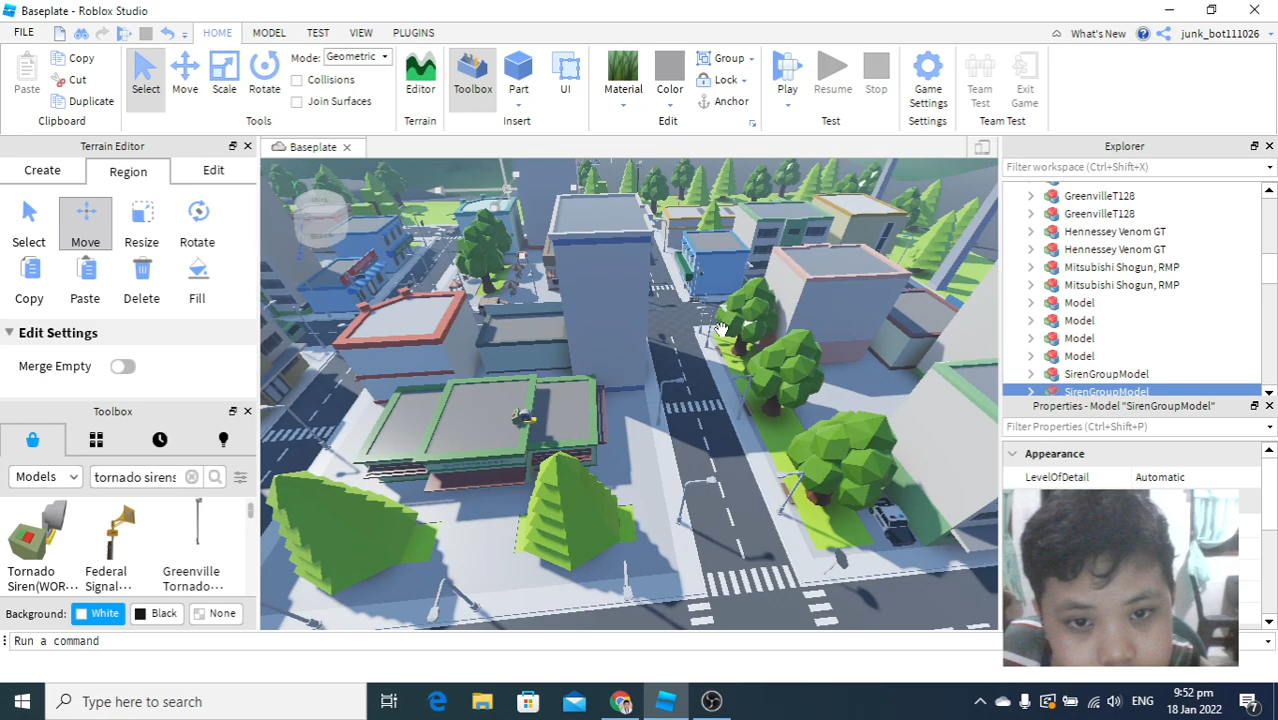 Baseplate - Roblox Studio
FILE HOME MODEL TEST VIEW PLUGINS What's New junk_bot111026
Paste Copy Cut Duplicate Select Move Scale Rotate Mode: Geometric Collisions Join Surfaces Editor Toolbox Part UI Material Color Group Lock Anchor Play Resume Stop Game Settings Team Test Exit Game
Clipboard Tools Terrain Insert Edit Test Settings Team Test
Terrain Editor
Create Region Edit
Select Move Resize Rotate
Copy Paste Delete Fill
Edit Settings
Merge Empty
Toolbox
Models tornado sirens
Tornado Siren(WOR...
Federal Signal...
Greenville Tornado...
Background: White Black None
Run a command
Baseplate
Explorer
Filter workspace (Ctrl+Shift+X)
GreenvilleT128
GreenvilleT128
Hennessey Venom GT
Hennessey Venom GT
Mitsubishi Shogun, RMP
Mitsubishi Shogun, RMP
Model
Model
Model
Model
SirenGroupModel
SirenGroupModel
Properties - Model "SirenGroupModel"
Filter Properties (Ctrl+Shift+P)
Appearance
LevelOfDetail Automatic
Type here to search
ENG
9:52 pm
18 Jan 2022
7